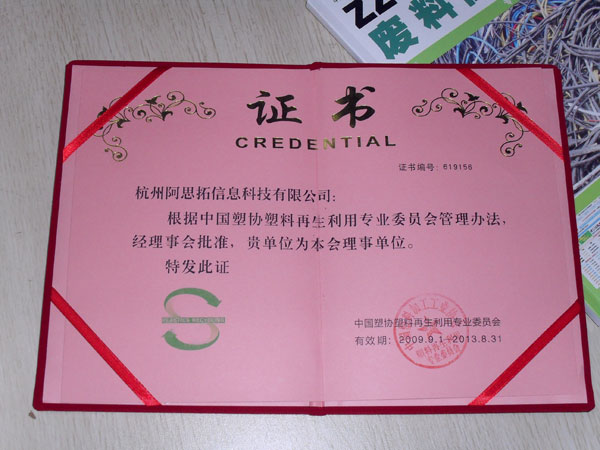 ZZ
废料
证书
CREDENTIAL
证书编号：619156
杭州阿思拓信息科技有限公司：
根据中国塑协塑料再生利用专业委员会管理办法，
经理事会批准，贵单位为本会理事单位。
特发此证
PLASTICS RECYCLING
中国塑协塑料再生利用专业委员会
有效期：2009.9.1-2013.8.31